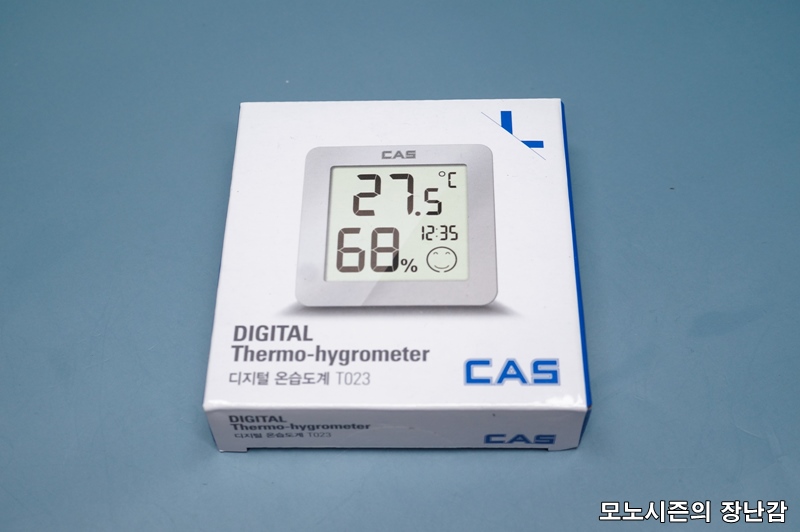 CAS
27.5 °C
12:35
68%
DIGITAL
Thermo-hygrometer
디지털 온습도계 T023
CAS
DIGITAL
Thermo-hygrometer
디지털 온습도계 T023
CAS
모노시즌의 장난감